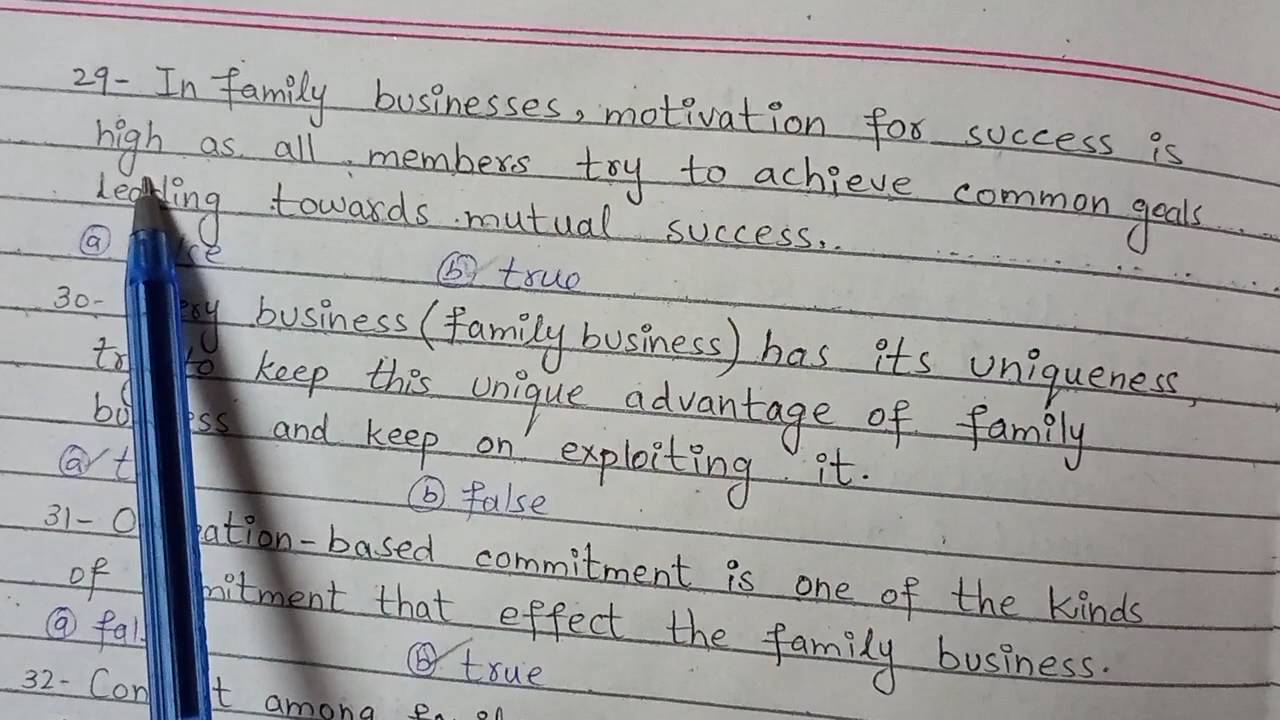 29- In family businesses, motivation for success is
high as all members try to achieve common goals
leading towards mutual success.
ⓐ ⓑ true
30- business (family business) has its uniqueness,
to keep this unique advantage of family
and keep on exploiting it.
ⓐ ⓑ false
31- -based commitment is one of the kinds
of that effect the family business.
ⓐ ⓑ true
32- among